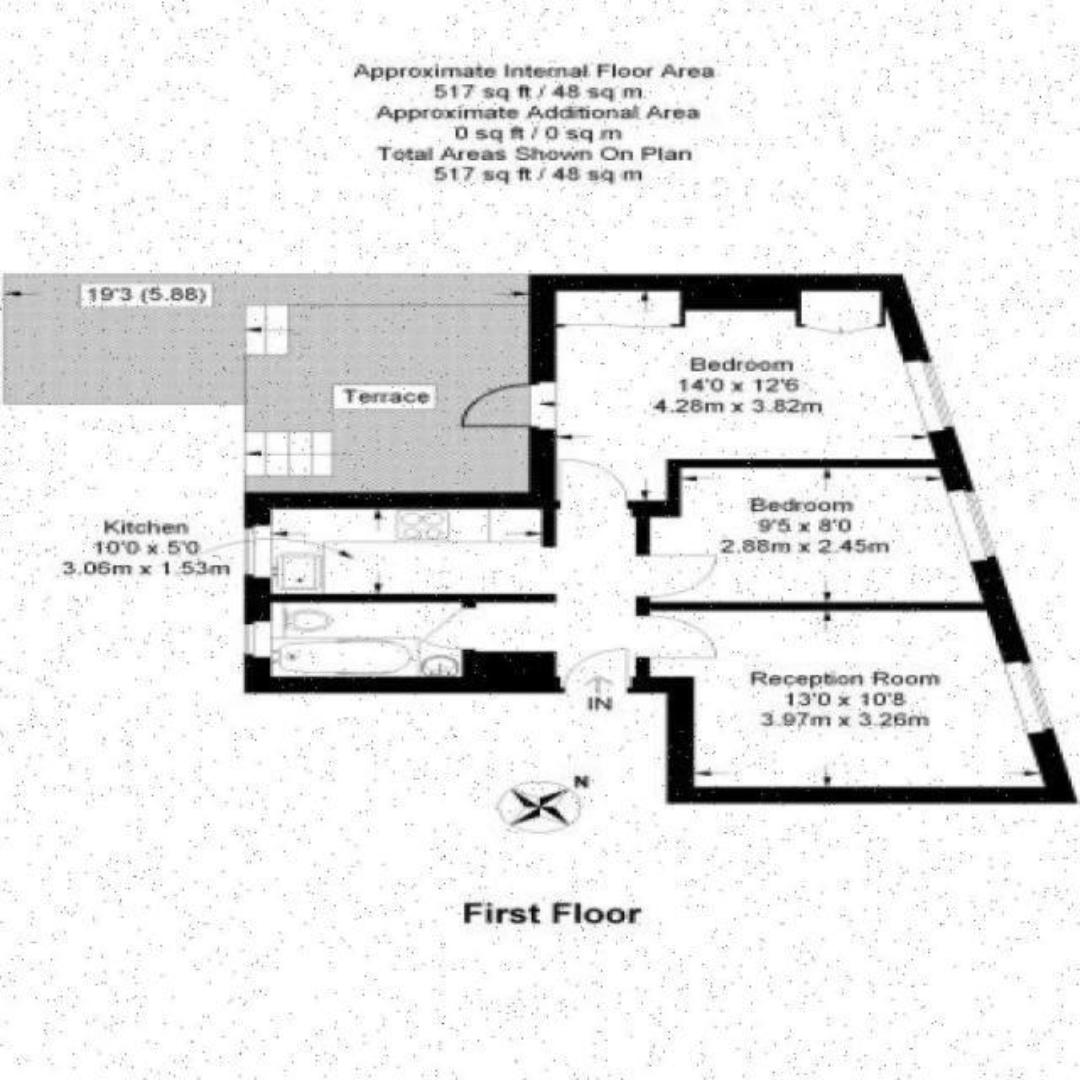 Approximate Internal Floor Area
517 sq ft / 48 sq m
Approximate Additional Area
0 sq ft / 0 sq m
Total Areas Shown On Plan
517 sq ft / 48 sq m
19'3 (5.88)
Terrace
Bedroom
14'0 x 12'6
4.28m x 3.82m
Kitchen
10'0 x 5'0
3.06m x 1.53m
Bedroom
9'5 x 8'0
2.88m x 2.45m
Reception Room
13'0 x 10'8
3.97m x 3.26m
IN
N
First Floor